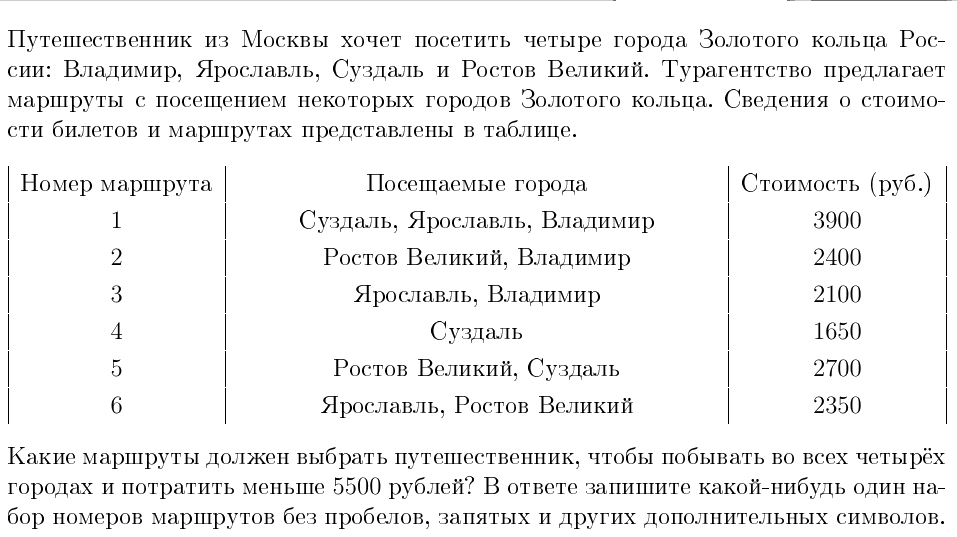 Путешественник из Москвы хочет посетить четыре города Золотого кольца Рос-
сии: Владимир, Ярославль, Суздаль и Ростов Великий. Турагентство предлагает
маршруты с посещением некоторых городов Золотого кольца. Сведения о стоимо-
сти билетов и маршрутах представлены в таблице.
Номер маршрута Посещаемые города Стоимость (руб.)
1 Суздаль, Ярославль, Владимир 3900
2 Ростов Великий, Владимир 2400
3 Ярославль, Владимир 2100
4 Суздаль 1650
5 Ростов Великий, Суздаль 2700
6 Ярославль, Ростов Великий 2350
Какие маршруты должен выбрать путешественник, чтобы побывать во всех четырёх
городах и потратить меньше 5500 рублей? В ответе запишите какой-нибудь один на-
бор номеров маршрутов без пробелов, запятых и других дополнительных символов.